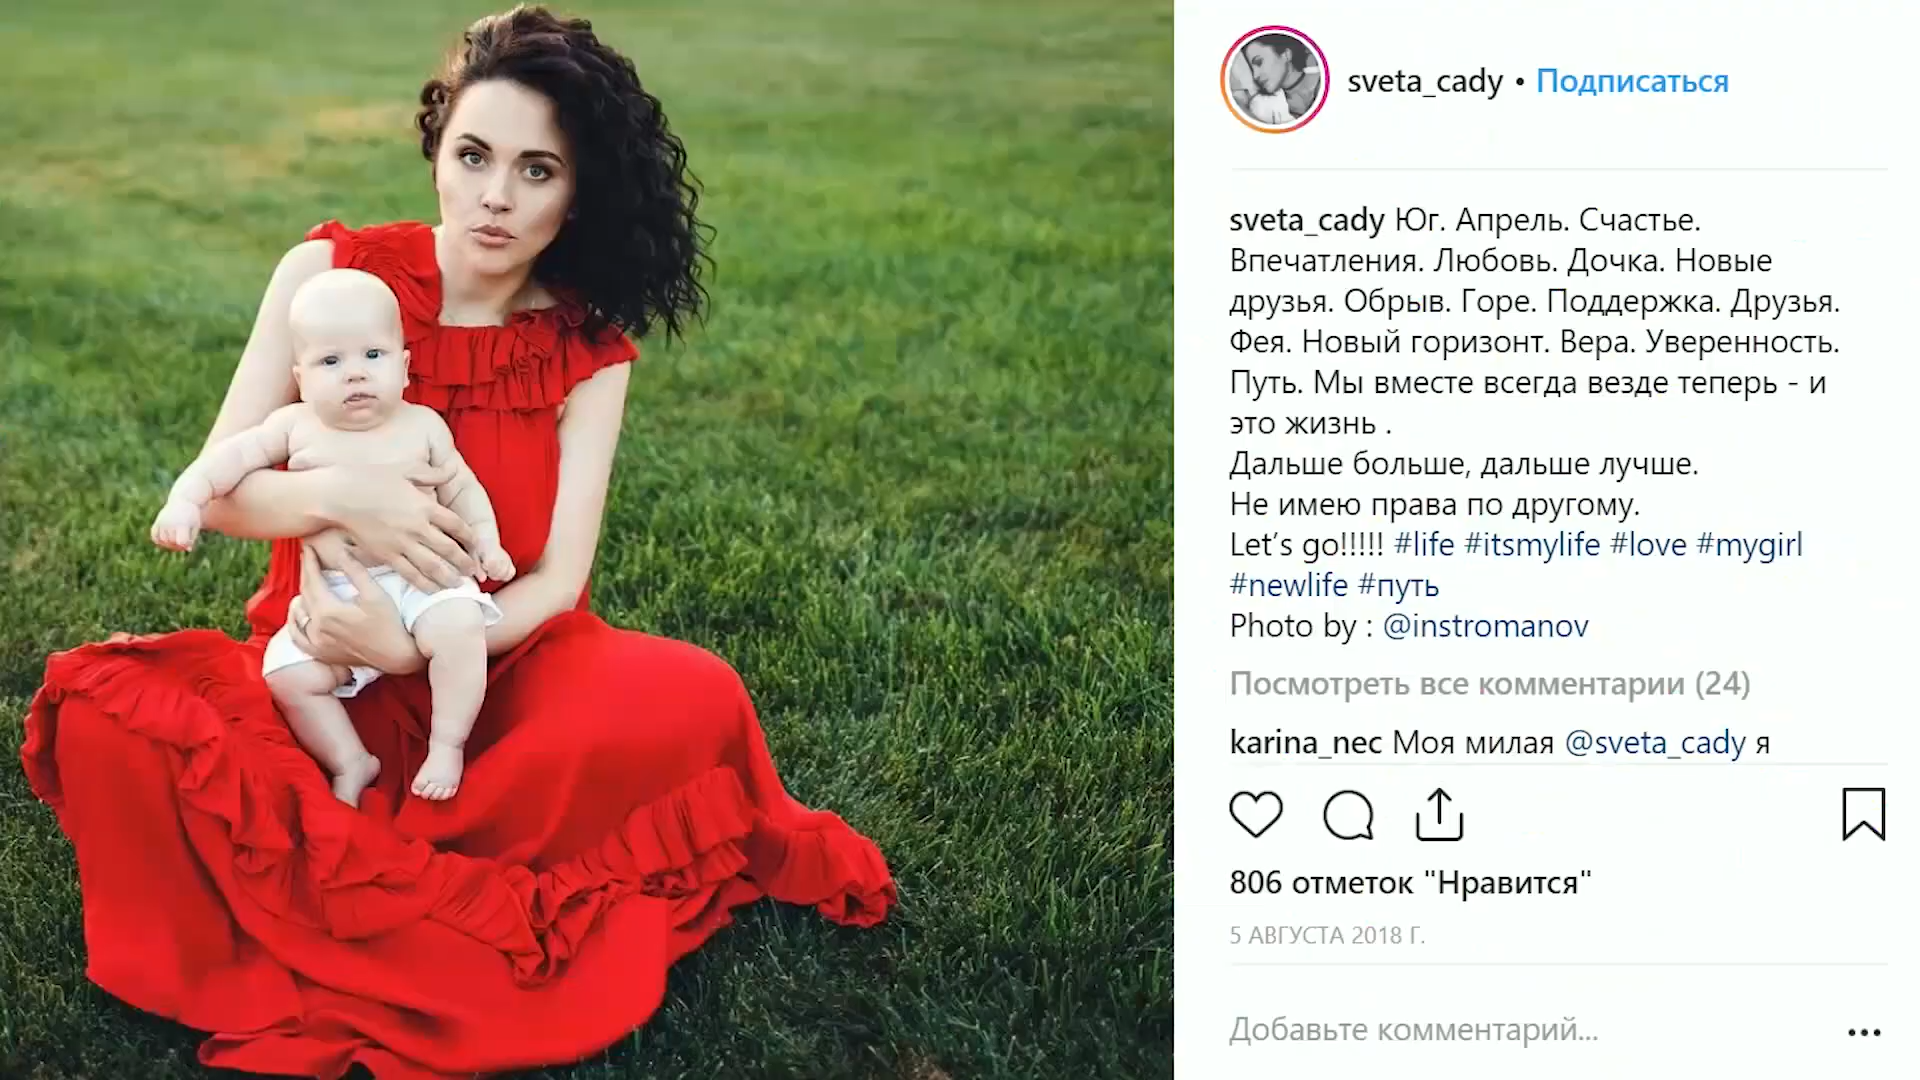 sveta_cady • Подписаться
sveta_cady Юг. Апрель. Счастье.
Впечатления. Любовь. Дочка. Новые
друзья. Обрыв. Горе. Поддержка. Друзья.
Фея. Новый горизонт. Вера. Уверенность.
Путь. Мы вместе всегда везде теперь - и
это жизнь .
Дальше больше, дальше лучше.
Не имею права по другому.
Let’s go!!!!! #life #itsmylife #love #mygirl
#newlife #путь
Photo by : @instromanov
Посмотреть все комментарии (24)
karina_nec Моя милая @sveta_cady я
806 отметок "Нравится"
5 АВГУСТА 2018 Г.
Добавьте комментарий...